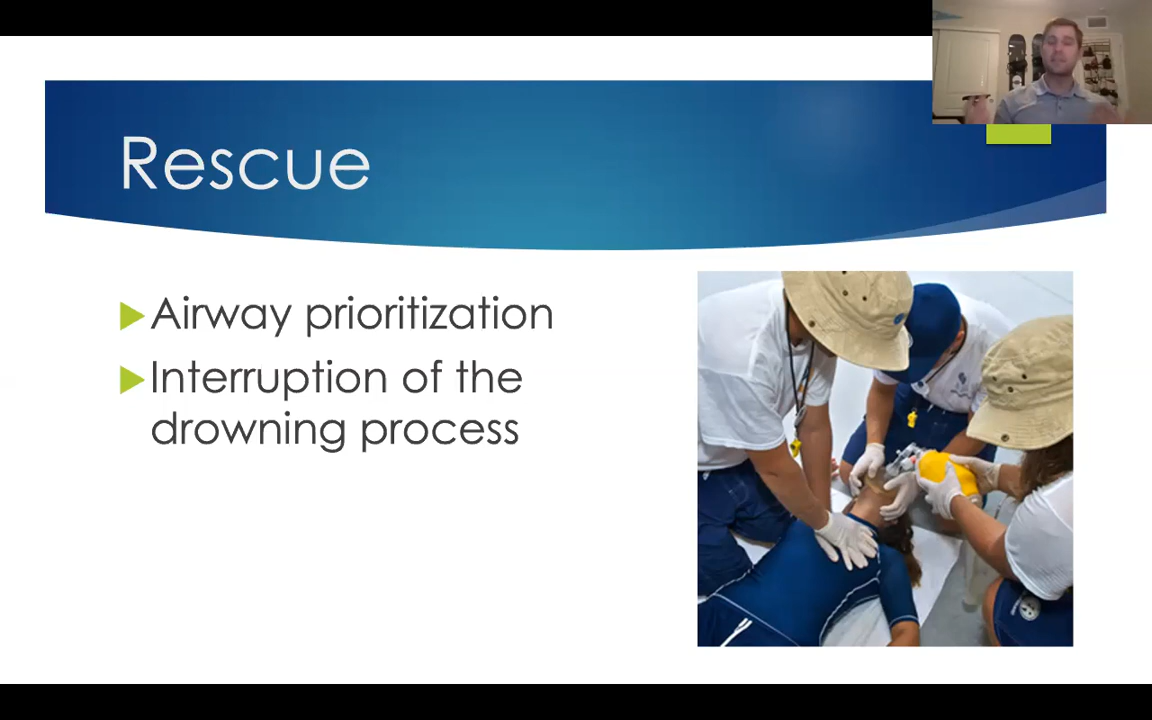 Rescue
Airway prioritization
Interruption of the
drowning process